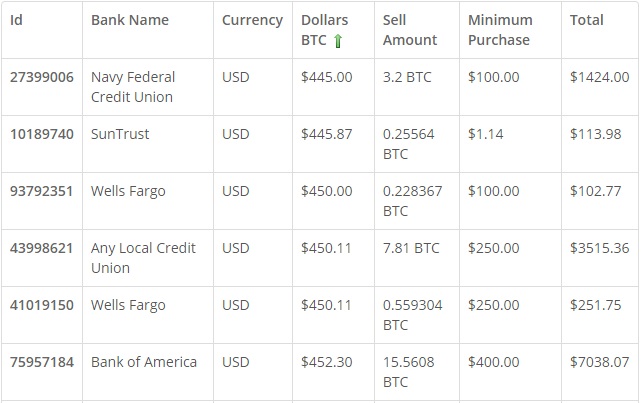 Id Bank Name Currency Dollars BTC Sell Amount Minimum Purchase Total
27399006 Navy Federal Credit Union USD $445.00 3.2 BTC $100.00 $1424.00
10189740 SunTrust USD $445.87 0.25564 BTC $1.14 $113.98
93792351 Wells Fargo USD $450.00 0.228367 BTC $100.00 $102.77
43998621 Any Local Credit Union USD $450.11 7.81 BTC $250.00 $3515.36
41019150 Wells Fargo USD $450.11 0.559304 BTC $250.00 $251.75
75957184 Bank of America USD $452.30 15.5608 BTC $400.00 $7038.07